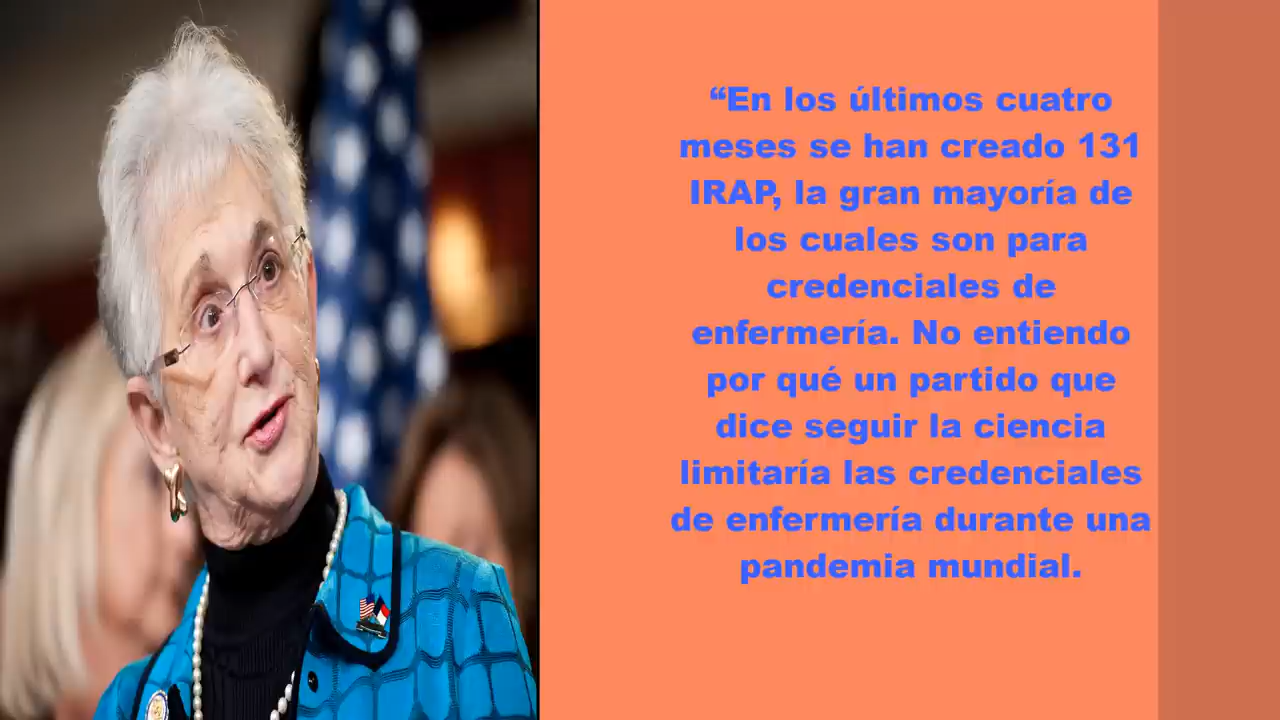 “En los últimos cuatro
meses se han creado 131
IRAP, la gran mayoría de
los cuales son para
credenciales de
enfermería. No entiendo
por qué un partido que
dice seguir la ciencia
limitaría las credenciales
de enfermería durante una
pandemia mundial.